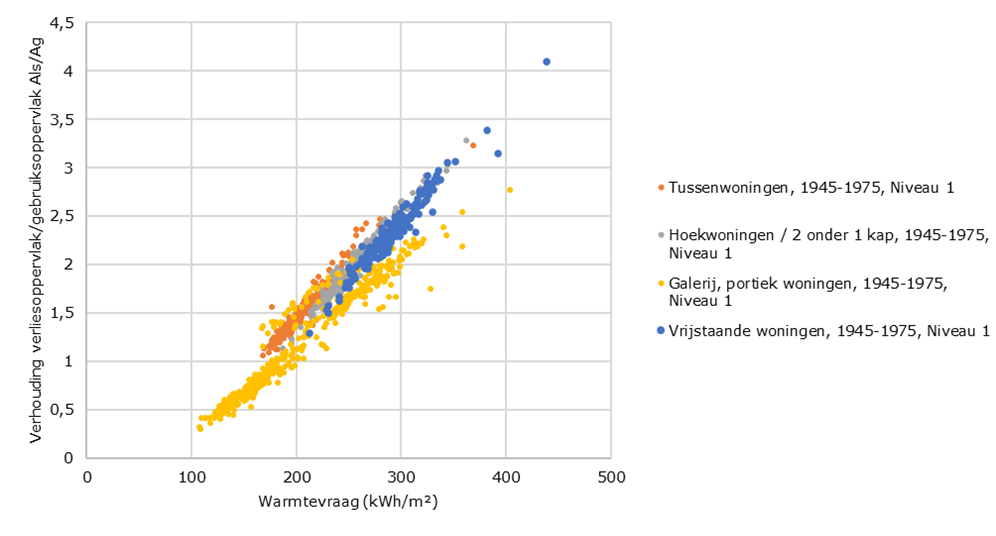 Verhouding verliesoppervlak/gebruiksoppervlak Als/Ag
4,5
4
3,5
3
2,5
2
1,5
1
0,5
0
0 100 200 300 400 500
Warmtevraag (kWh/m²)
Tussenwoningen, 1945-1975, Niveau 1
Hoekwoningen / 2 onder 1 kap, 1945-1975,
Niveau 1
Galerij, portiek woningen, 1945-1975,
Niveau 1
Vrijstaande woningen, 1945-1975, Niveau 1